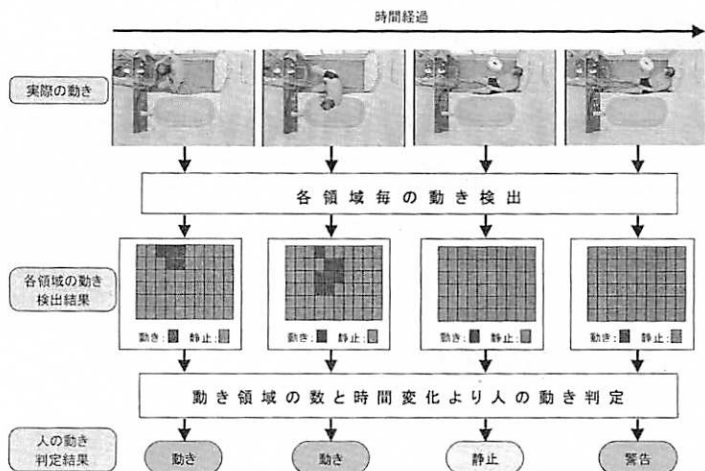 時間経過
実際の動き
各領域毎の動き検出
各領域の動き
検出結果
動き: 静止:
動き: 静止:
動き: 静止:
動き: 静止:
動き領域の数と時間変化より人の動き判定
人の動き
判定結果
動き
動き
静止
警告